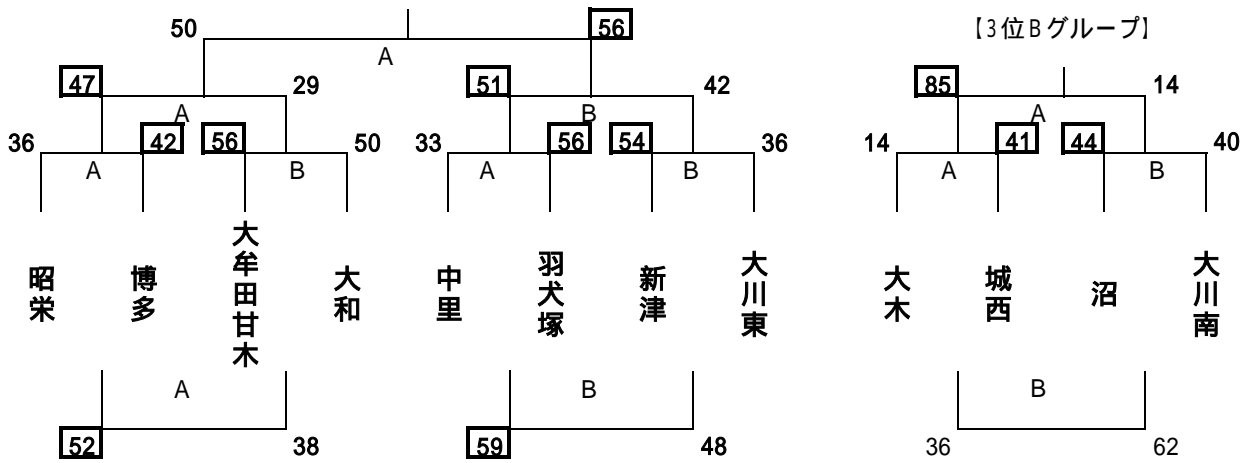 50 56 【3位Bグループ】
A
47 29 51 42 85 14
A B A
36 42 56 50 33 56 54 36 14 41 44 40
A B A B A B
昭栄 博多 大牟田甘木 大和 中里 羽犬塚 新津 大川東 大木 城西 沼 大川南
A B B
52 38 59 48 36 62